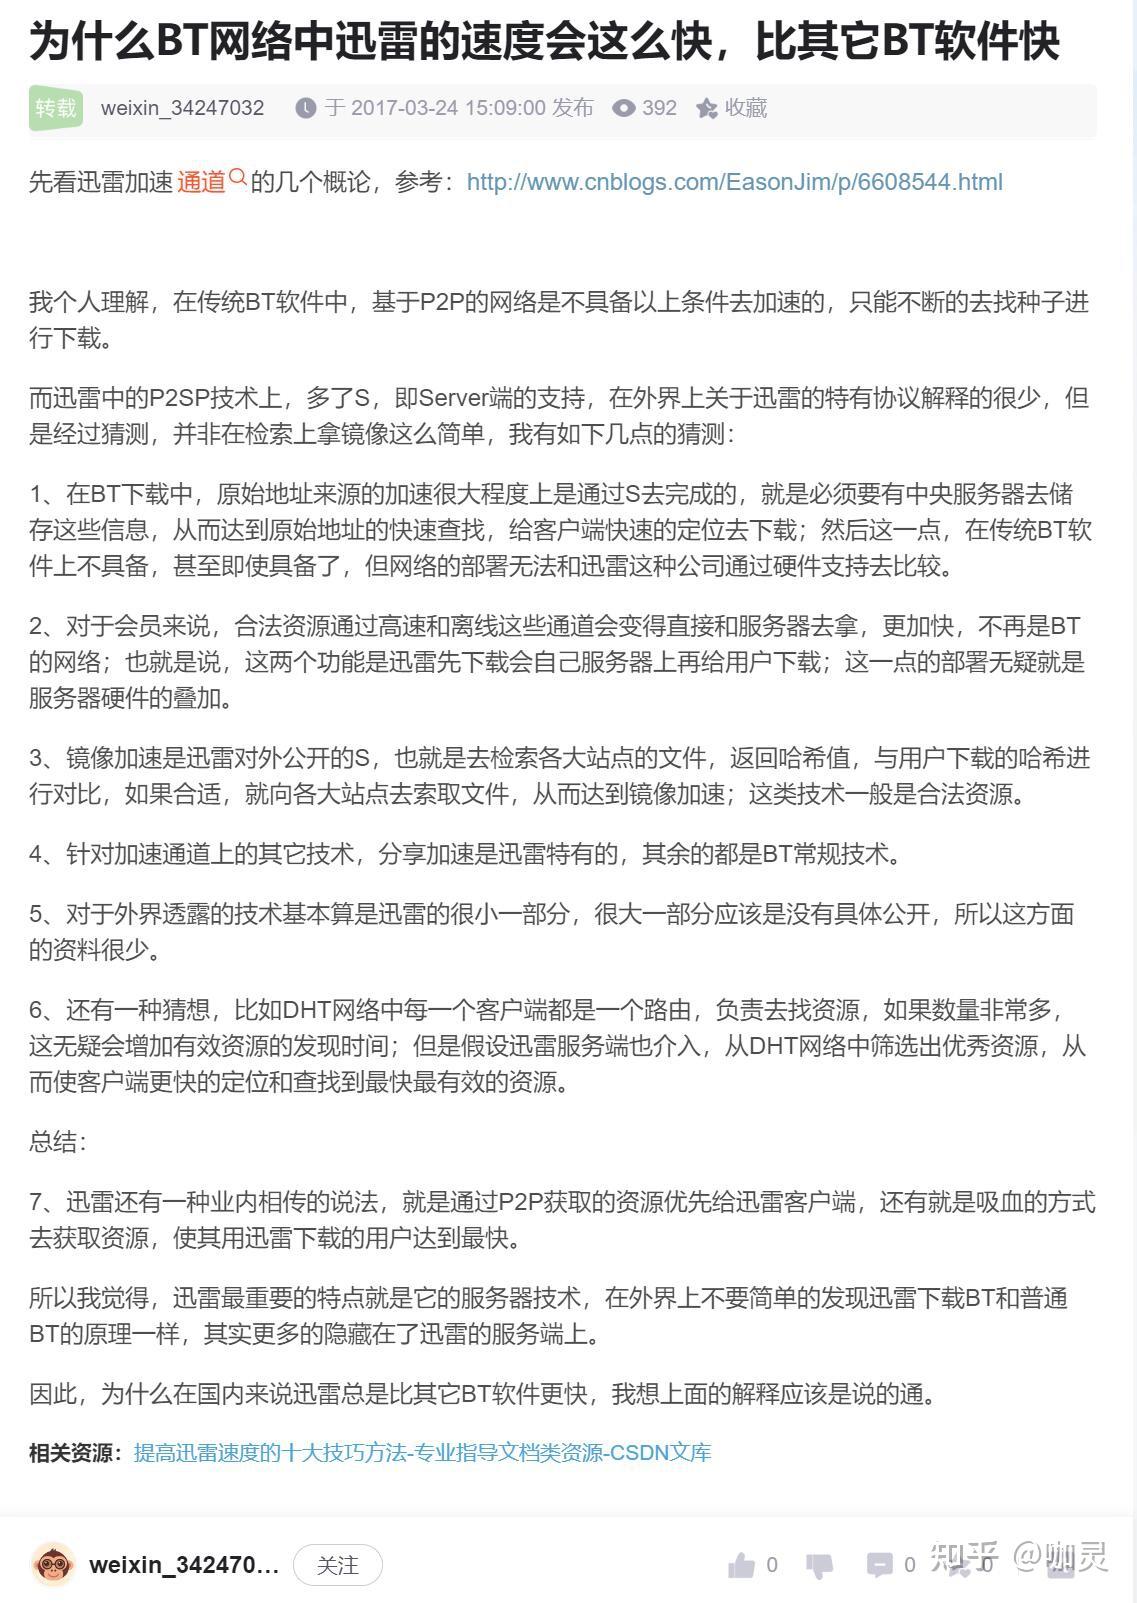 为什么BT网络中迅雷的速度会这么快，比其它BT软件快
转载 weixin_34247032 于 2017-03-24 15:09:00 发布 392 收藏
先看迅雷加速 通道 的几个概论，参考：http://www.cnblogs.com/EasonJim/p/6608544.html
我个人理解，在传统BT软件中，基于P2P的网络是不具备以上条件去加速的，只能不断的去找种子进
行下载。
而迅雷中的P2SP技术上，多了S，即Server端的支持，在外界上关于迅雷的特有协议解释的很少，但
是经过猜测，并非在检索上拿镜像这么简单，我有如下几点的猜测：
1、在BT下载中，原始地址来源的加速很大程度上是通过S去完成的，就是必须要有中央服务器去储
存这些信息，从而达到原始地址的快速查找，给客户端快速的定位去下载；然后这一点，在传统BT软
件上不具备，甚至即使具备了，但网络的部署无法和迅雷这种公司通过硬件支持去比较。
2、对于会员来说，合法资源通过高速和离线这些通道会变得直接和服务器去拿，更加快，不再是BT
的网络；也就是说，这两个功能是迅雷先下载会自己服务器上再给用户下载；这一点的部署无疑就是
服务器硬件的叠加。
3、镜像加速是迅雷对外公开的S，也就是去检索各大站点的文件，返回哈希值，与用户下载的哈希进
行对比，如果合适，就向各大站点去索取文件，从而达到镜像加速；这类技术一般是合法资源。
4、针对加速通道上的其它技术，分享加速是迅雷特有的，其余的都是BT常规技术。
5、对于外界透露的技术基本算是迅雷的很小一部分，很大一部分应该是没有具体公开，所以这方面
的资料很少。
6、还有一种猜想，比如DHT网络中每一个客户端都是一个路由，负责去找资源，如果数量非常多，
这无疑会增加有效资源的发现时间；但是假设迅雷服务端也介入，从DHT网络中筛选出优秀资源，从
而使客户端更快的定位和查找到最快最有效的资源。
总结：
7、迅雷还有一种业内相传的说法，就是通过P2P获取的资源优先给迅雷客户端，还有就是吸血的方式
去获取资源，使其用迅雷下载的用户达到最快。
所以我觉得，迅雷最重要的特点就是它的服务器技术，在外界上不要简单的发现迅雷下载BT和普通
BT的原理一样，其实更多的隐藏在了迅雷的服务端上。
因此，为什么在国内来说迅雷总是比其它BT软件更快，我想上面的解释应该是说的通。
相关资源：提高迅雷速度的十大技巧方法-专业指导文档类资源-CSDN文库
weixin_342470... 关注 0 0 0
知乎 @咖灵